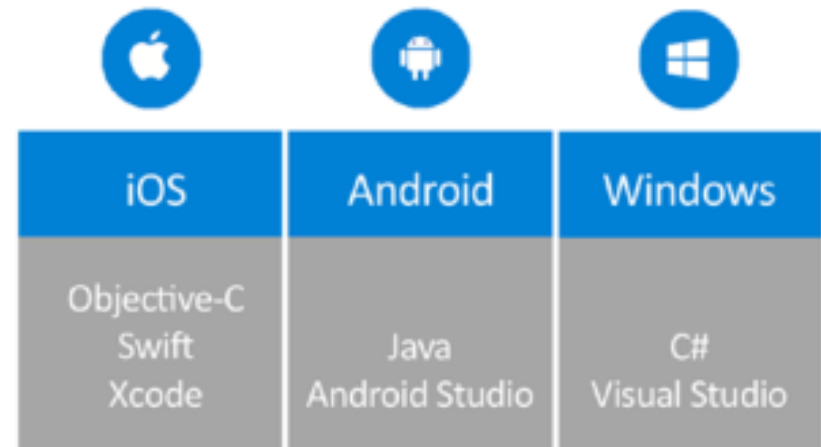 iOS
Objective-C
Swift
Xcode
Android
Java
Android Studio
Windows
C#
Visual Studio